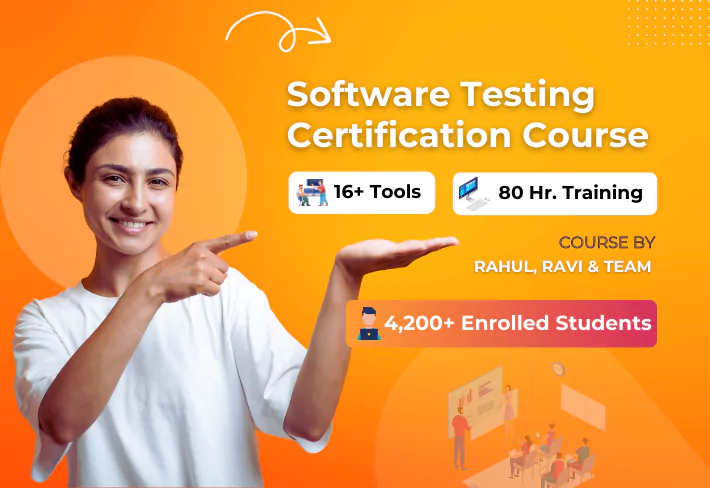 Software Testing
Certification Course
16+ Tools
80 Hr. Training
COURSE BY
RAHUL, RAVI & TEAM
4,200+ Enrolled Students